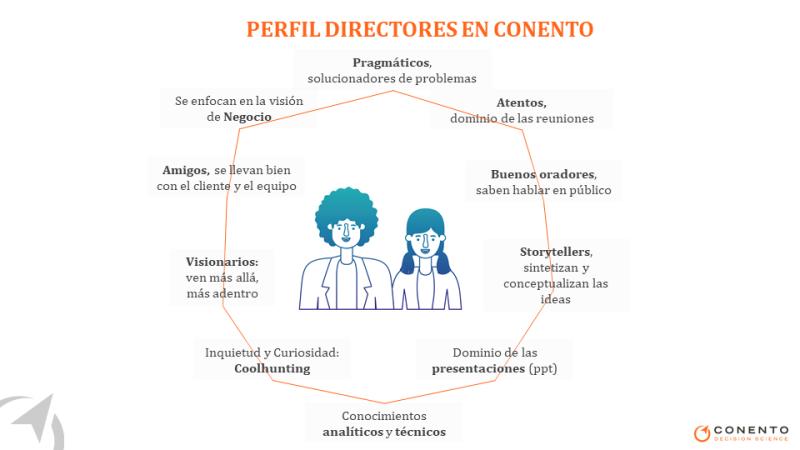 PERFIL DIRECTORES EN CONENTO
Pragmáticos,
solucionadores de problemas
Se enfocan en la visión
de Negocio
Atentos,
dominio de las reuniones
Amigos, se llevan bien
con el cliente y el equipo
Buenos oradores,
saben hablar en público
Visionarios:
ven más allá,
más adentro
Storytellers,
sintetizan y
conceptualizan las
ideas
Inquietud y Curiosidad:
Coolhunting
Dominio de las
presentaciones (ppt)
Conocimientos
analíticos y técnicos
CONENTO
DECISION SCIENCE